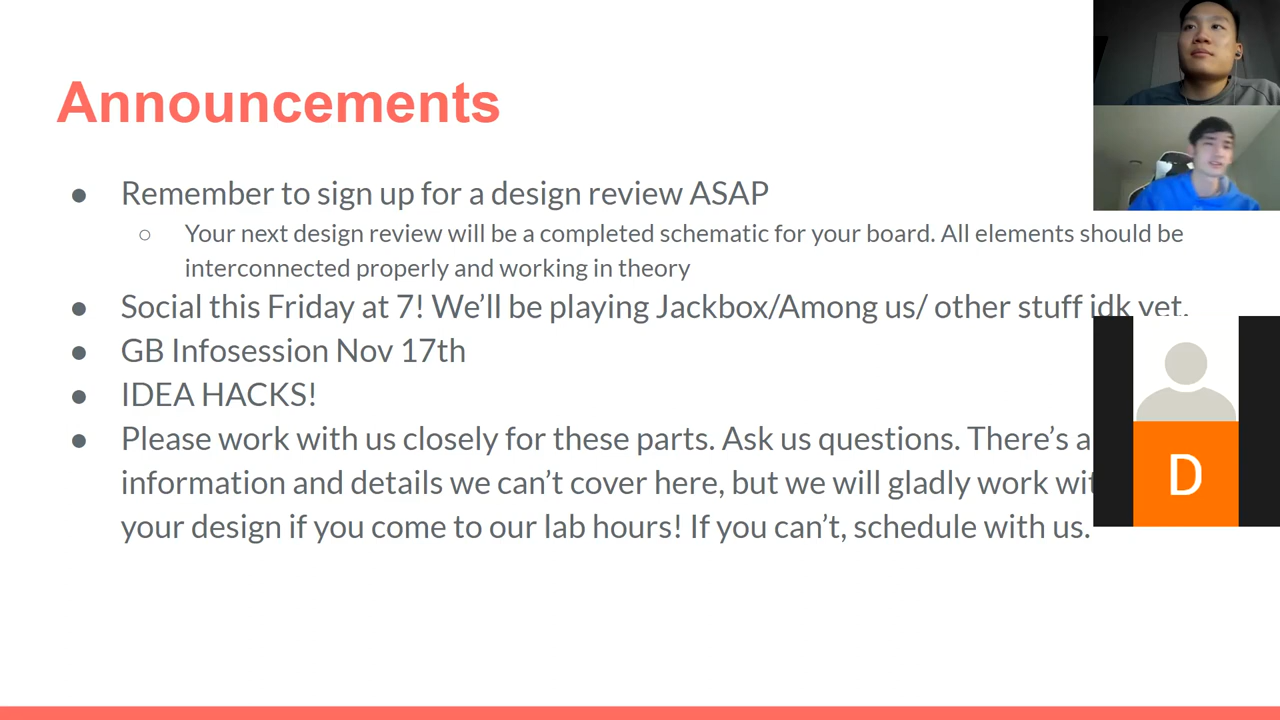 Announcements
● Remember to sign up for a design review ASAP
○ Your next design review will be a completed schematic for your board. All elements should be
interconnected properly and working in theory
● Social this Friday at 7! We’ll be playing Jackbox/Among us/ other stuff idk yet.
● GB Infosession Nov 17th
● IDEA HACKS!
● Please work with us closely for these parts. Ask us questions. There’s a
information and details we can’t cover here, but we will gladly work
your design if you come to our lab hours! If you can’t, schedule with us.
D